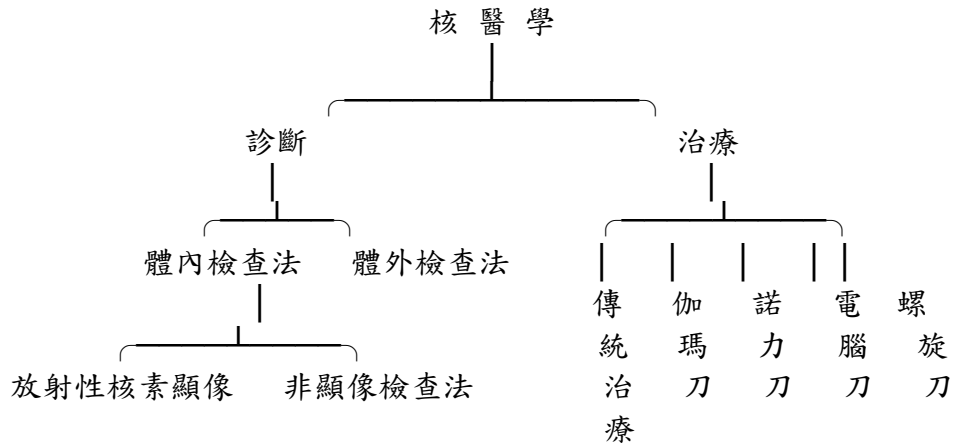 核醫學
診斷
治療
體內檢查法
體外檢查法
傳統治療
伽瑪刀
諾力刀
電腦刀
螺旋刀
放射性核素顯像
非顯像檢查法